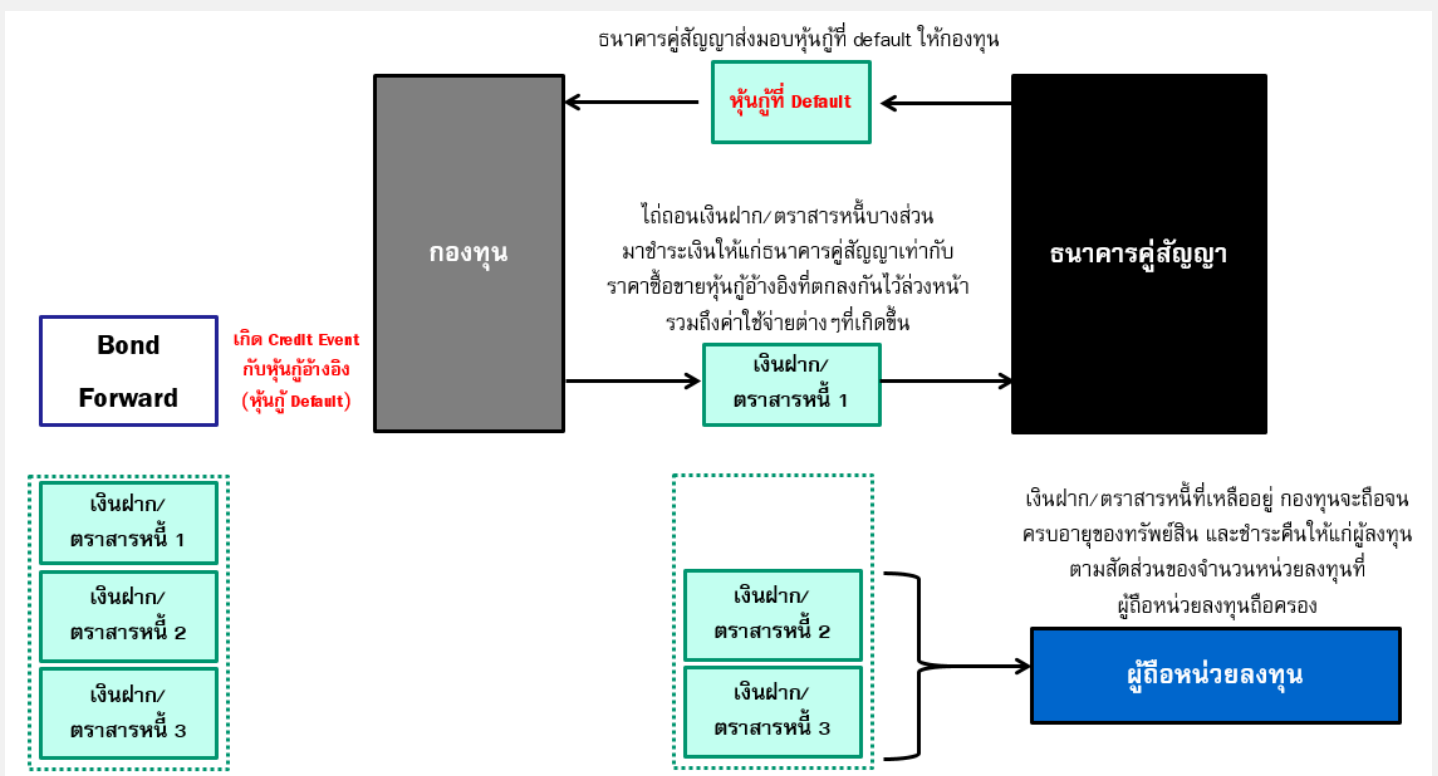 ธนาคารคู่สัญญาส่งมอบหุ้นกู้ที่ default ให้กองทุน
หุ้นกู้ที่ Default
กองทุน
ธนาคารคู่สัญญา
ไถ่ถอนเงินฝาก/ตราสารหนี้บางส่วน
มาชำระเงินให้แก่ธนาคารคู่สัญญาเท่ากับ
ราคาซื้อขายหุ้นกู้อ้างอิงที่ตกลงกันไว้ล่วงหน้า
รวมถึงค่าใช้จ่ายต่างๆที่เกิดขึ้น
Bond
Forward
เกิด Credit Event
กับหุ้นกู้อ้างอิง
(หุ้นกู้ Default)
เงินฝาก/
ตราสารหนี้ 1
เงินฝาก/
ตราสารหนี้ 1
เงินฝาก/
ตราสารหนี้ 2
เงินฝาก/
ตราสารหนี้ 3
เงินฝาก/
ตราสารหนี้ 2
เงินฝาก/
ตราสารหนี้ 3
เงินฝาก/ตราสารหนี้ที่เหลืออยู่ กองทุนจะถือจน
ครบอายุของทรัพย์สิน และชำระคืนให้แก่ผู้ลงทุน
ตามสัดส่วนของจำนวนหน่วยลงทุนที่
ผู้ถือหน่วยลงทุนถือครอง
ผู้ถือหน่วยลงทุน